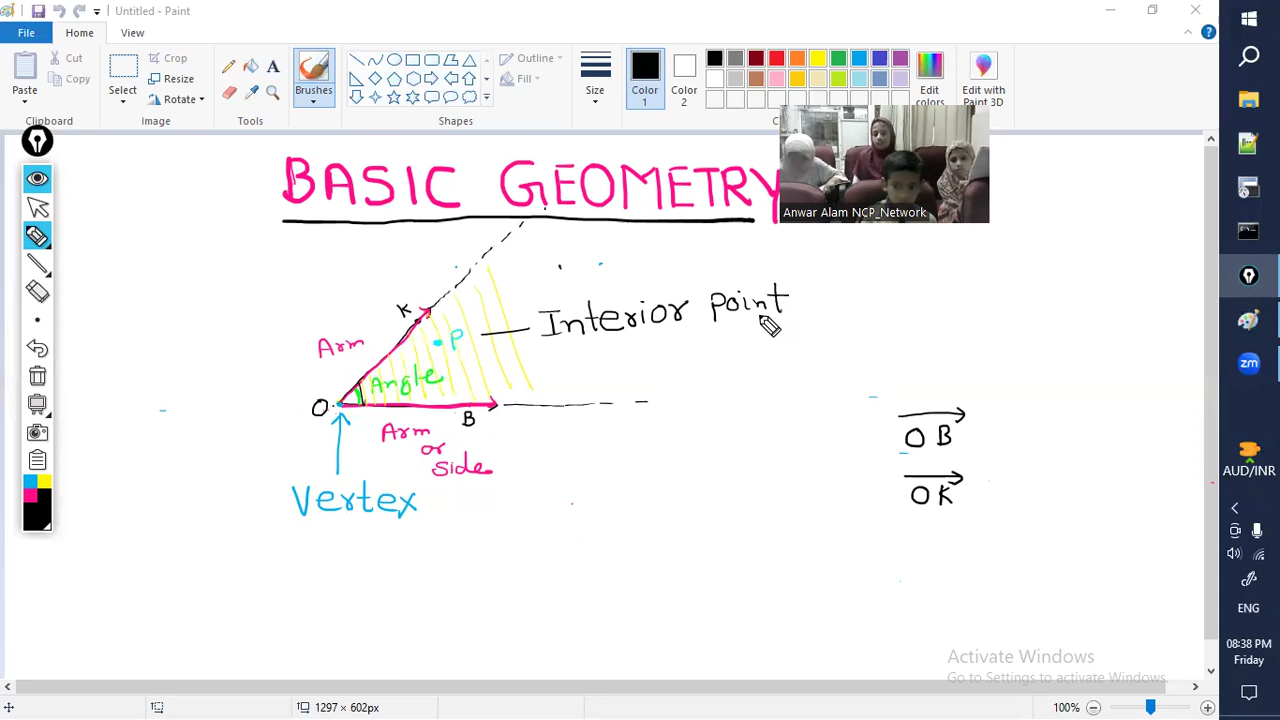 Untitled - Paint
File
Home
View
Paste
Cut
Copy
Clipboard
Select
Crop
Resize
Rotate
Image
Tools
Brushes
Shapes
Outline
Fill
Size
Color 1
Color 2
Edit colors
Edit with Paint 3D
Anwar Alam NCP_Network
BASIC GEOMETRY
K
Interior point
Arm
P
Angle
O
B
Arm
or
side
Vertex
O B
O K
AUD/INR
ENG
08:38 PM
Friday
Activate Windows
Go to Settings to activate Windows.
1297 × 602px
100%